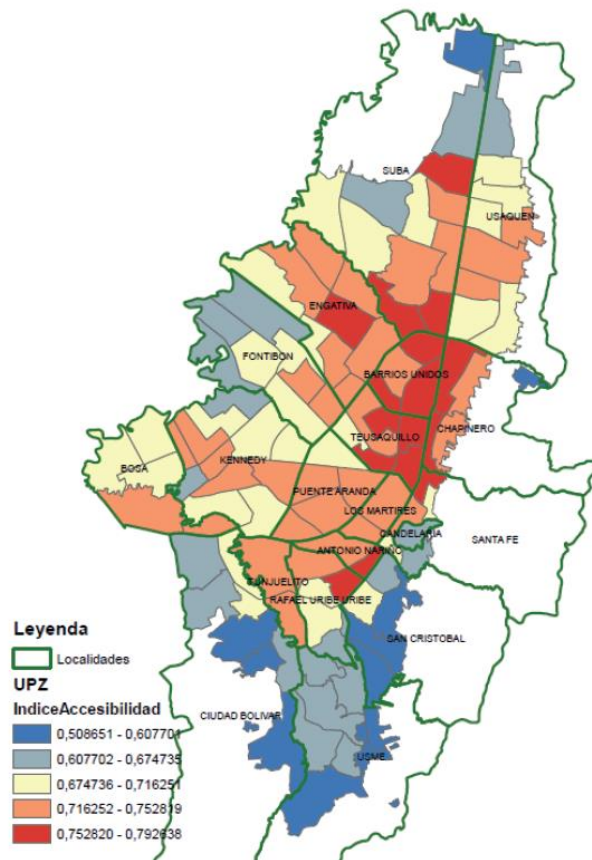 SUBA
USAQUEN
ENGATIVA
FONTIBON
BARRIOS UNIDOS
TEUSAQUILLO
CHAPINERO
BOSA
KENNEDY
PUENTE ARANDA
LOS MARTIRES
CANDELARIA
SANTA FE
ANTONIO NARIÑO
TUNJUELITO
RAFAEL URIBE URIBE
SAN CRISTOBAL
CIUDAD BOLIVAR
USME
Leyenda
Localidades
UPZ
IndiceAccesibilidad
0,508651 - 0,607701
0,607702 - 0,674735
0,674736 - 0,716251
0,716252 - 0,752819
0,752820 - 0,792638